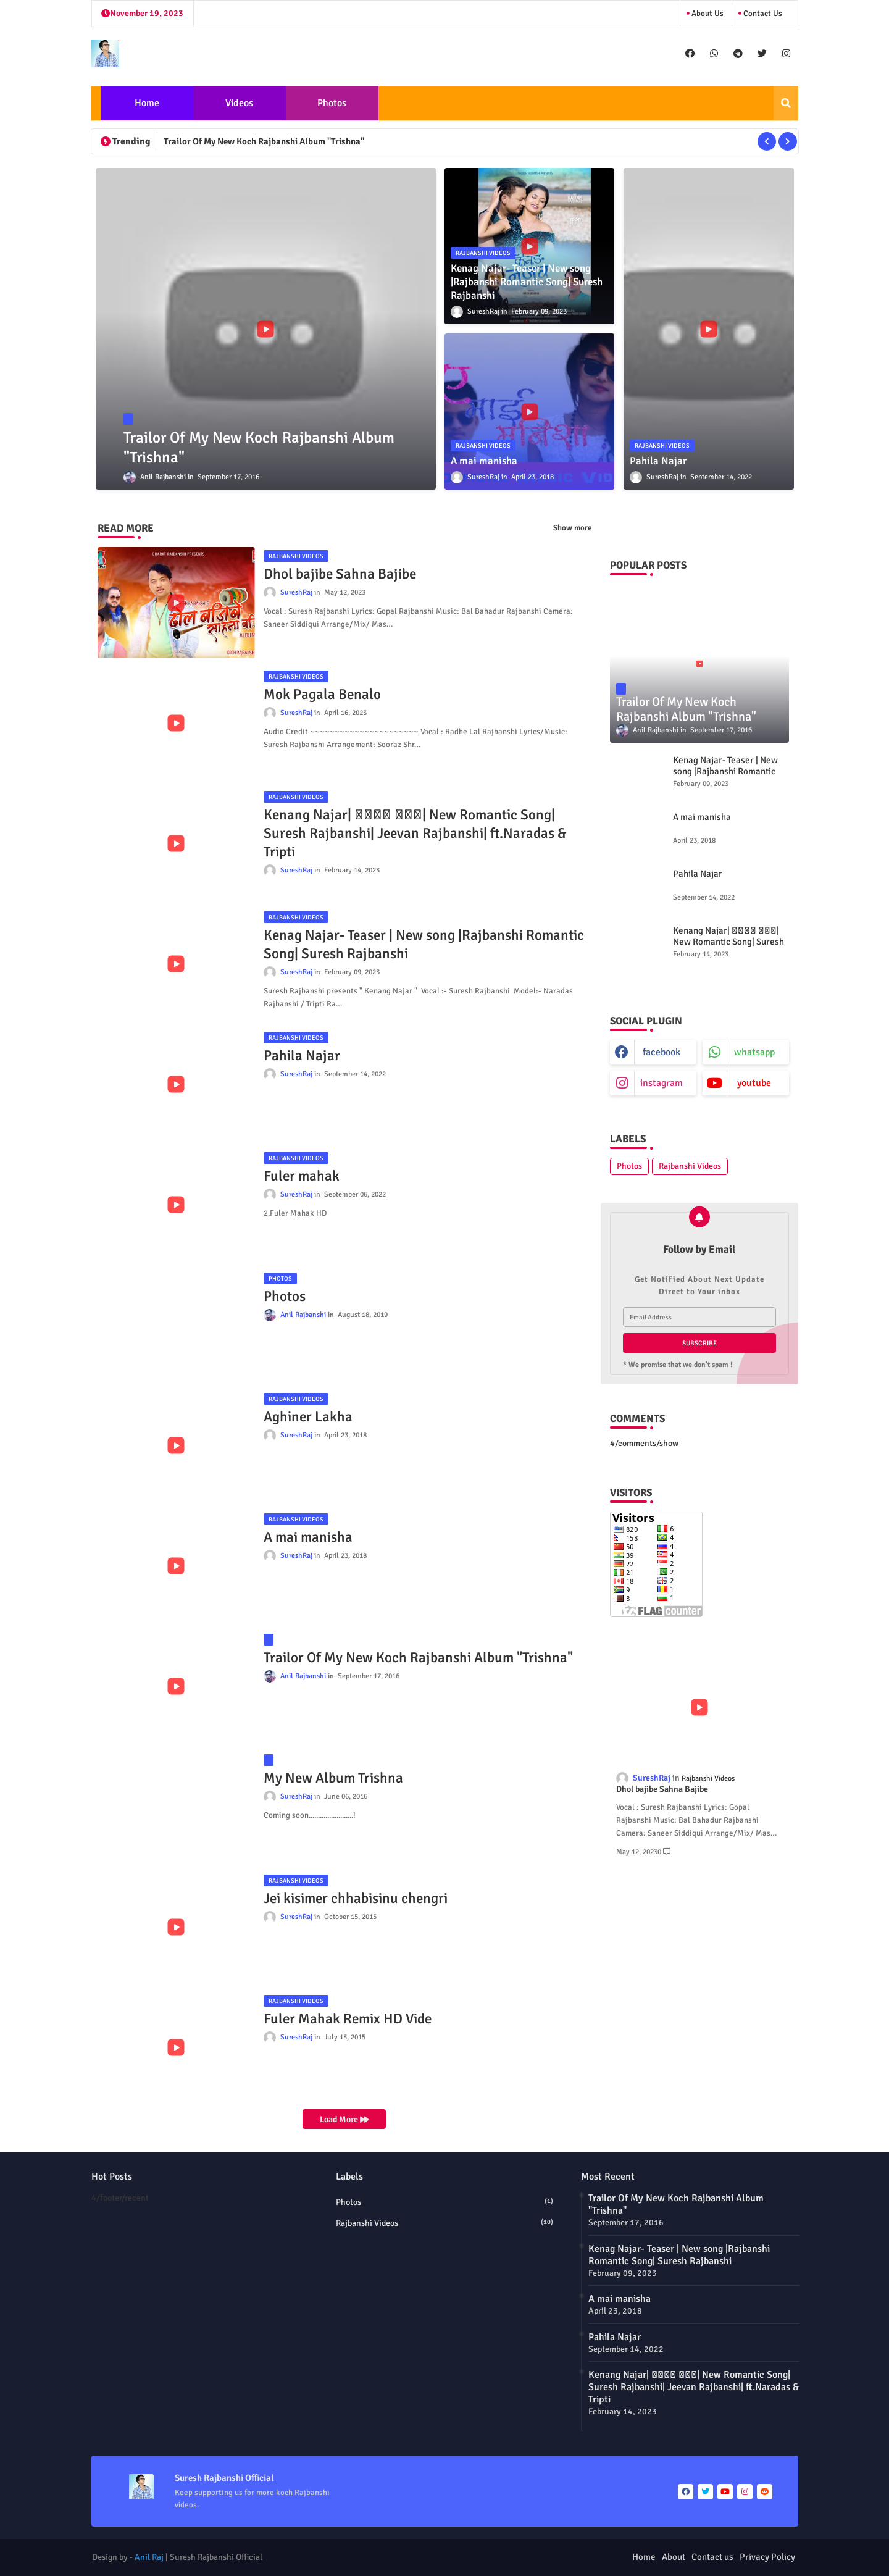 November 19, 2023
About Us
Contact Us
Home
Videos
Photos
Trending
Trailor Of My New Koch Rajbanshi Album "Trishna"
Trailor Of My New Koch Rajbanshi Album
"Trishna"
Anil Rajbanshi in September 17, 2016
RAJBANSHI VIDEOS
Kenag Najar- Teaser | New song
|Rajbanshi Romantic Song| Suresh
Rajbanshi
SureshRaj in February 09, 2023
RAJBANSHI VIDEOS
A mai manisha
SureshRaj in April 23, 2018
RAJBANSHI VIDEOS
Pahila Najar
SureshRaj in September 14, 2022
READ MORE
Show more
RAJBANSHI VIDEOS
Dhol bajibe Sahna Bajibe
SureshRaj in May 12, 2023
Vocal : Suresh Rajbanshi Lyrics: Gopal Rajbanshi Music: Bal Bahadur Rajbanshi Camera:
Saneer Siddiqui Arrange/Mix/ Mas...
RAJBANSHI VIDEOS
Mok Pagala Benalo
SureshRaj in April 16, 2023
Audio Credit ~~~~~~~~~~~~~~~~~~~~~~ Vocal : Radhe Lal Rajbanshi Lyrics/Music:
Suresh Rajbanshi Arrangement: Sooraz Shr...
RAJBANSHI VIDEOS
Kenang Najar| | New Romantic Song|
Suresh Rajbanshi| Jeevan Rajbanshi| ft.Naradas &
Tripti
SureshRaj in February 14, 2023
RAJBANSHI VIDEOS
Kenag Najar- Teaser | New song |Rajbanshi Romantic
Song| Suresh Rajbanshi
SureshRaj in February 09, 2023
Suresh Rajbanshi presents " Kenang Najar " Vocal :- Suresh Rajbanshi Model:- Naradas
Rajbanshi / Tripti Ra...
RAJBANSHI VIDEOS
Pahila Najar
SureshRaj in September 14, 2022
RAJBANSHI VIDEOS
Fuler mahak
SureshRaj in September 06, 2022
2.Fuler Mahak HD
PHOTOS
Photos
Anil Rajbanshi in August 18, 2019
RAJBANSHI VIDEOS
Aghiner Lakha
SureshRaj in April 23, 2018
RAJBANSHI VIDEOS
A mai manisha
SureshRaj in April 23, 2018
Trailor Of My New Koch Rajbanshi Album "Trishna"
Anil Rajbanshi in September 17, 2016
My New Album Trishna
SureshRaj in June 06, 2016
Coming soon.......................!
RAJBANSHI VIDEOS
Jei kisimer chhabisinu chengri
SureshRaj in October 15, 2015
RAJBANSHI VIDEOS
Fuler Mahak Remix HD Vide
SureshRaj in July 13, 2015
Load More
POPULAR POSTS
Trailor Of My New Koch
Rajbanshi Album "Trishna"
Anil Rajbanshi in September 17, 2016
Kenag Najar- Teaser | New
song |Rajbanshi Romantic
February 09, 2023
A mai manisha
April 23, 2018
Pahila Najar
September 14, 2022
Kenang Najar| |
New Romantic Song| Suresh
February 14, 2023
SOCIAL PLUGIN
facebook
whatsapp
instagram
youtube
LABELS
Photos
Rajbanshi Videos
Follow by Email
Get Notified About Next Update
Direct to Your inbox
Email Address
SUBSCRIBE
* We promise that we don't spam !
COMMENTS
4/comments/show
VISITORS
Visitors
820 6
158 4
50 4
39 4
22 2
21 2
18 2
9 1
8 1
FLAG counter
SureshRaj in Rajbanshi Videos
Dhol bajibe Sahna Bajibe
Vocal : Suresh Rajbanshi Lyrics: Gopal
Rajbanshi Music: Bal Bahadur Rajbanshi
Camera: Saneer Siddiqui Arrange/Mix/ Mas...
May 12, 20230
Hot Posts
4/footer/recent
Labels
Photos (1)
Rajbanshi Videos (10)
Most Recent
Trailor Of My New Koch Rajbanshi Album
"Trishna"
September 17, 2016
Kenag Najar- Teaser | New song |Rajbanshi
Romantic Song| Suresh Rajbanshi
February 09, 2023
A mai manisha
April 23, 2018
Pahila Najar
September 14, 2022
Kenang Najar| | New Romantic Song|
Suresh Rajbanshi| Jeevan Rajbanshi| ft.Naradas &
Tripti
February 14, 2023
Suresh Rajbanshi Official
Keep supporting us for more koch Rajbanshi
videos.
Design by - Anil Raj | Suresh Rajbanshi Official
Home
About
Contact us
Privacy Policy